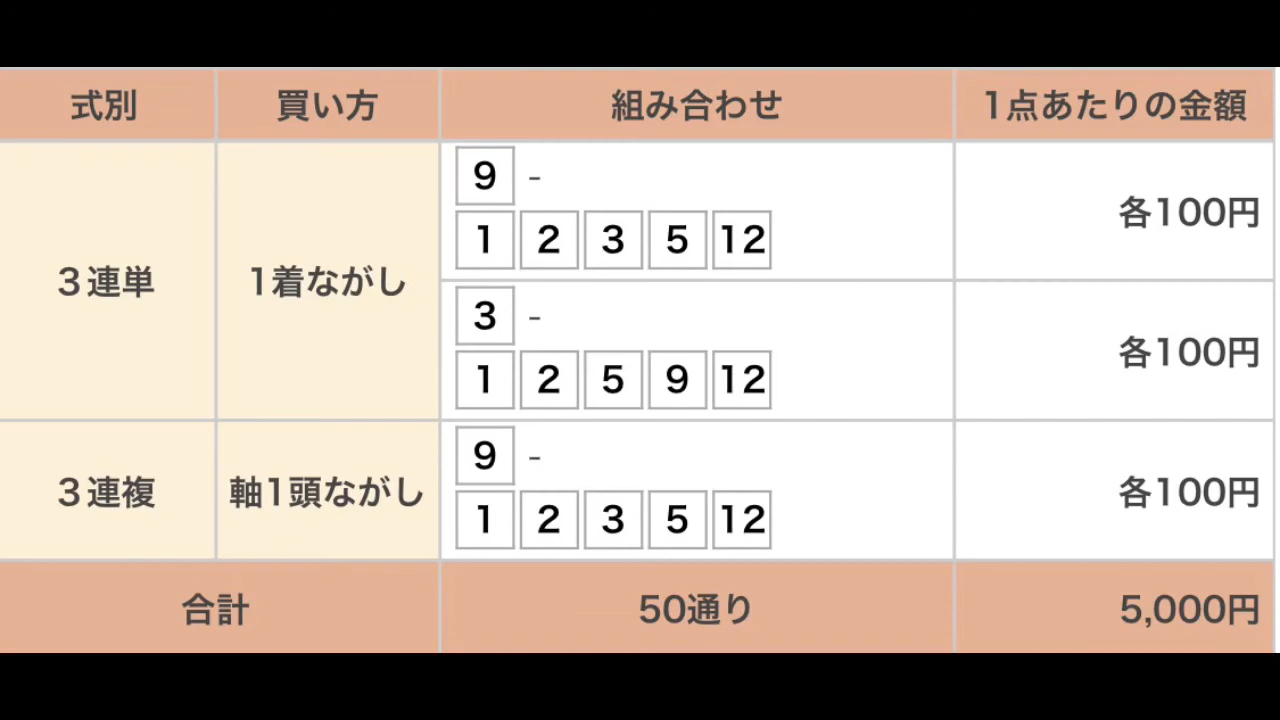 式別 買い方 組み合わせ 1点あたりの金額
9 -
各100円
1 2 3 5 12
3連単 1着ながし
3 -
各100円
1 2 5 9 12
9 -
3連複 軸1頭ながし 各100円
1 2 3 5 12
合計 50通り 5,000円